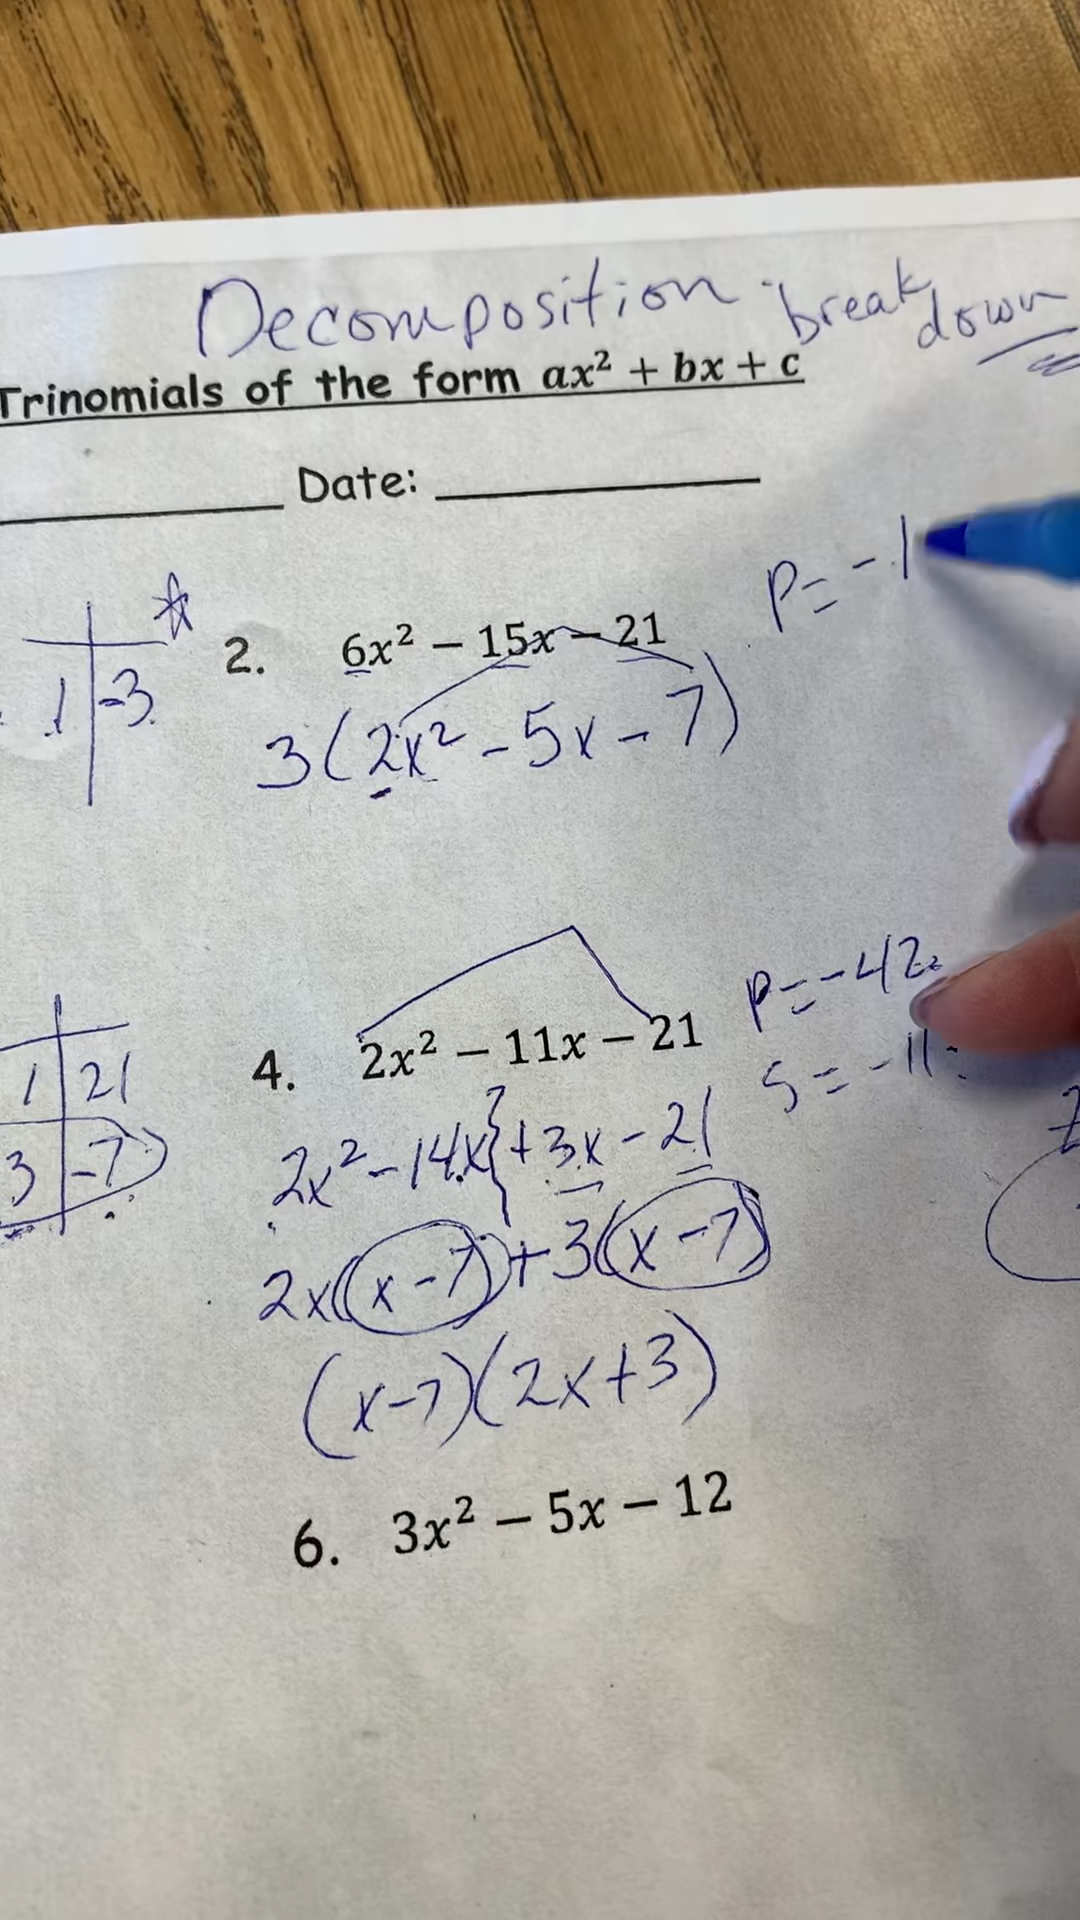 Decomposition - break down
Trinomials of the form ax² + bx + c
Date:
P = -1
1 | -3
2. 6x² − 15x − 21
3(2x² - 5x - 7)
P = -42
4. 2x² − 11x − 21
S = -11
1 | 21
3 | -7
2x² - 14x + 3x - 21
2x(x - 7) + 3(x - 7)
(x-7)(2x+3)
6. 3x² − 5x − 12